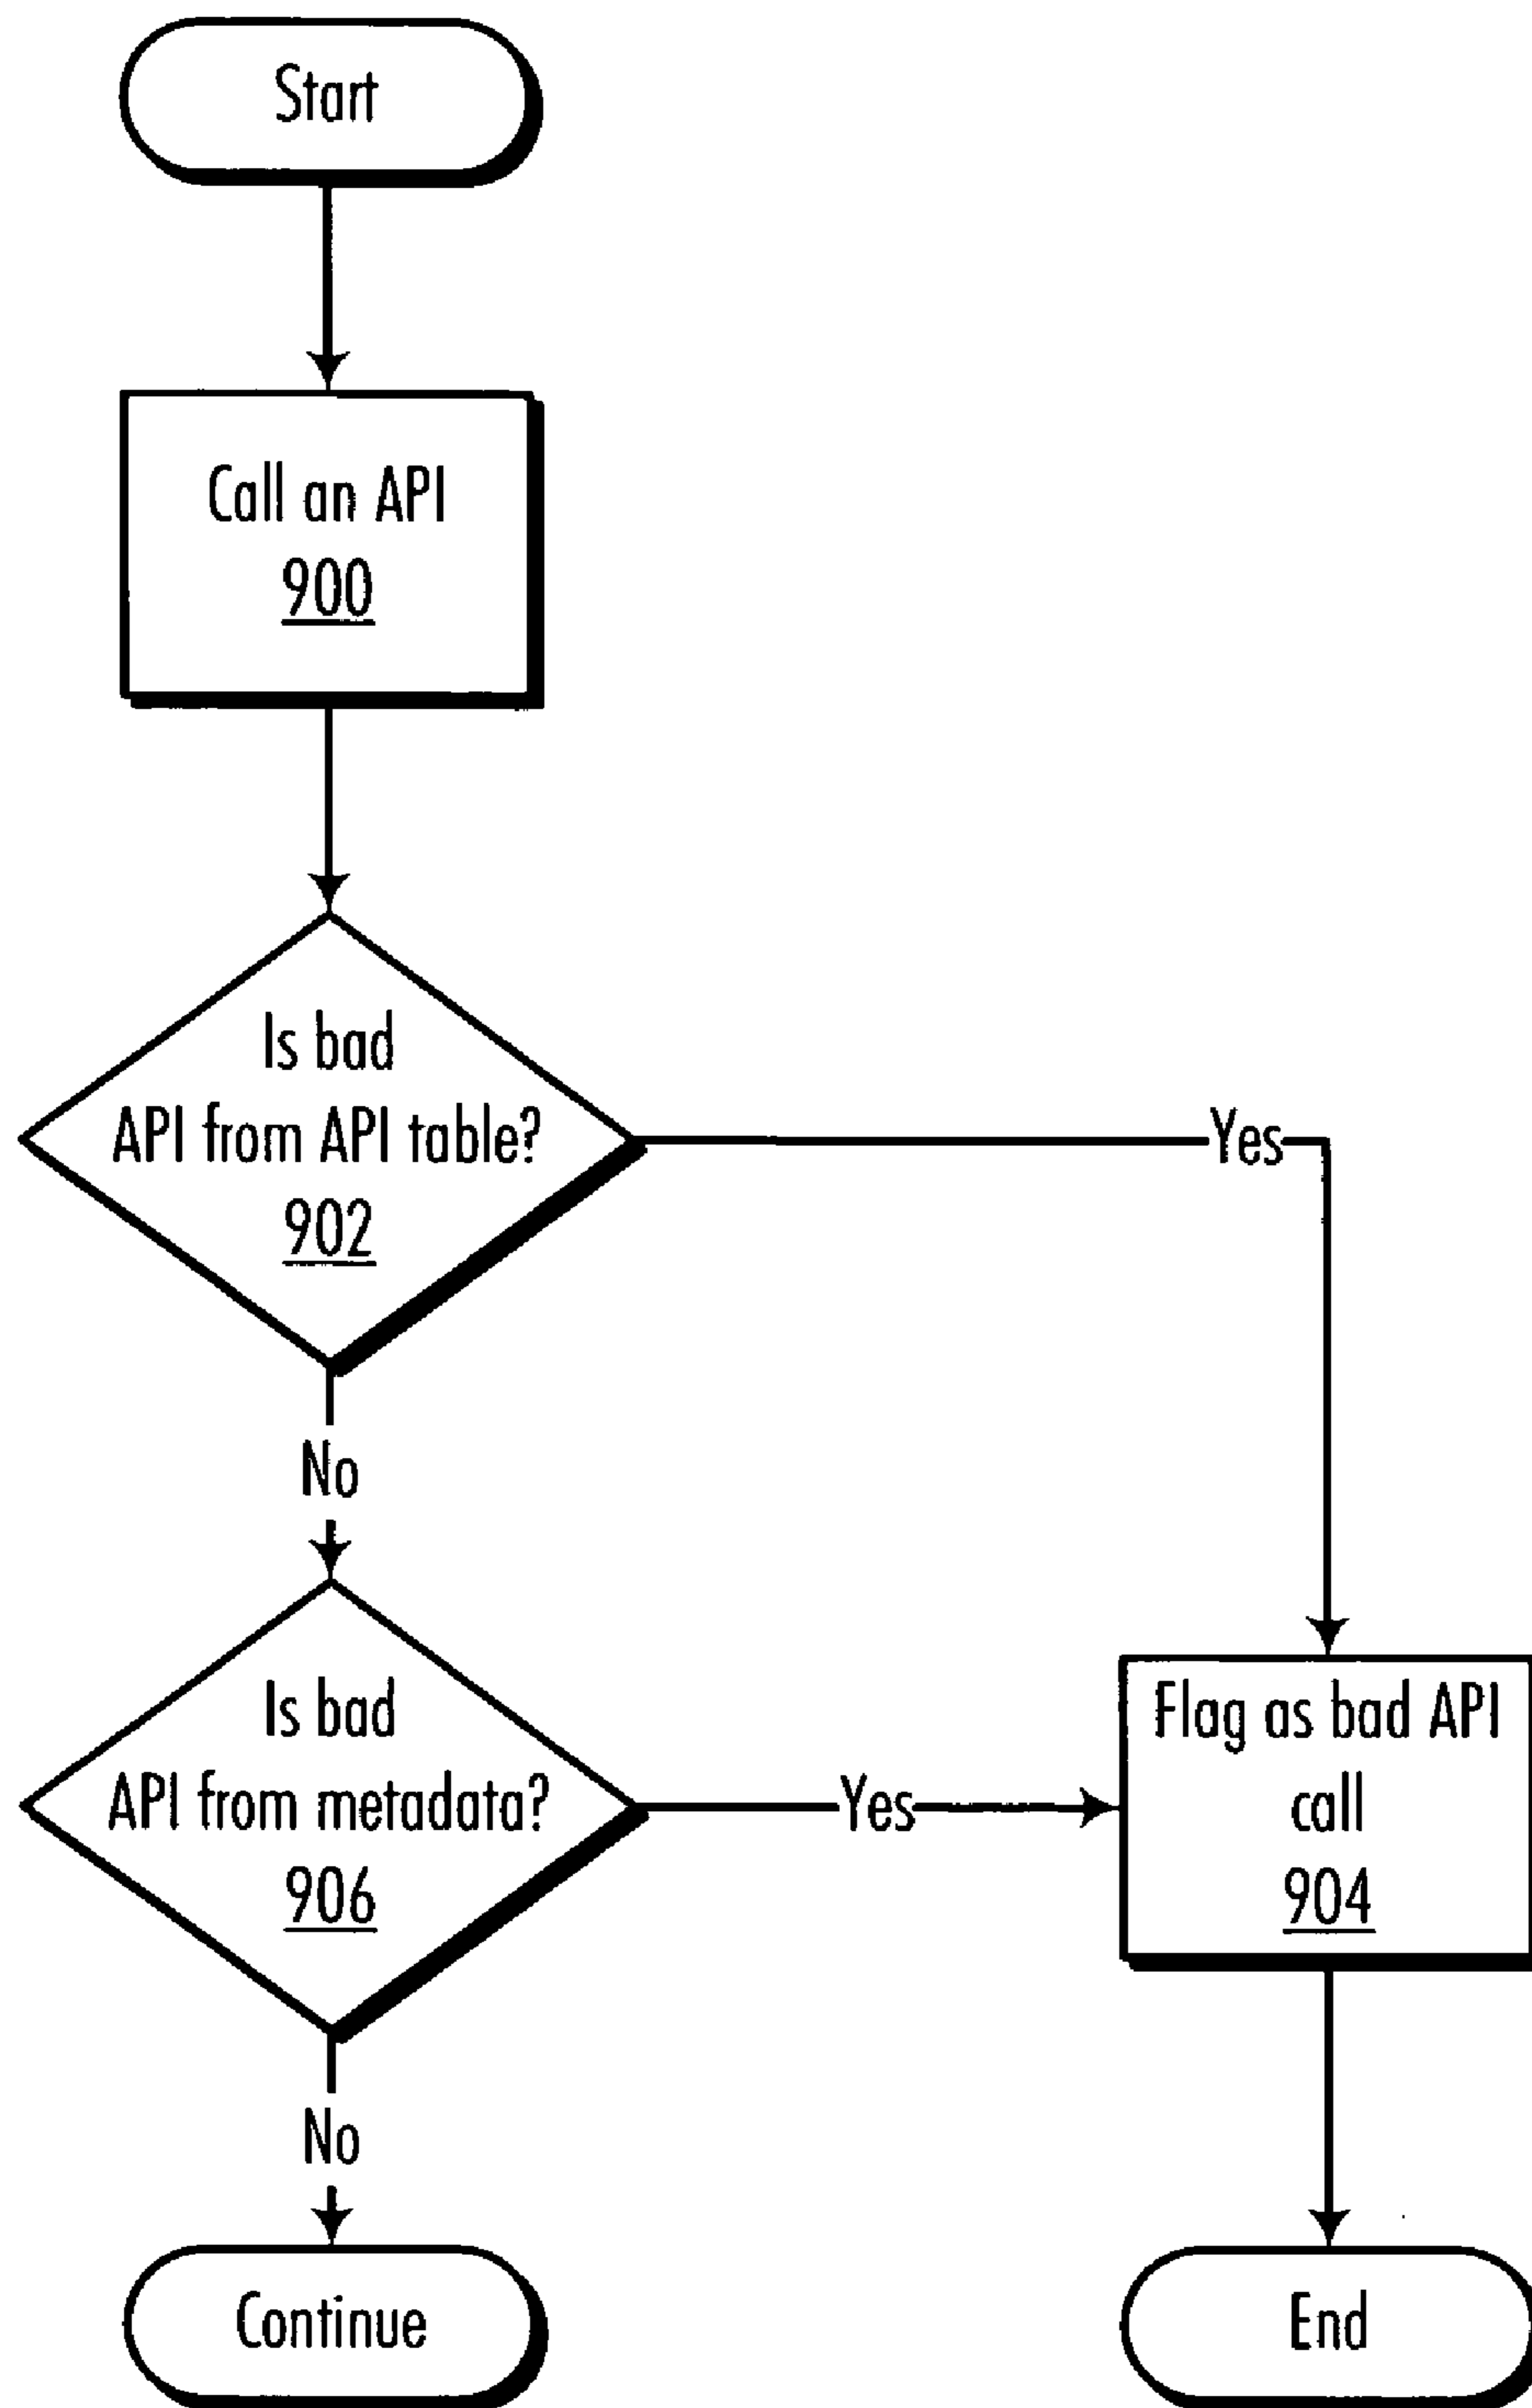 Start
Call an API
900
Is bad
API from API table?
902
Yes
No
Is bad
API from metadata?
906
Yes
Flag as bad API
call
904
No
Continue
End